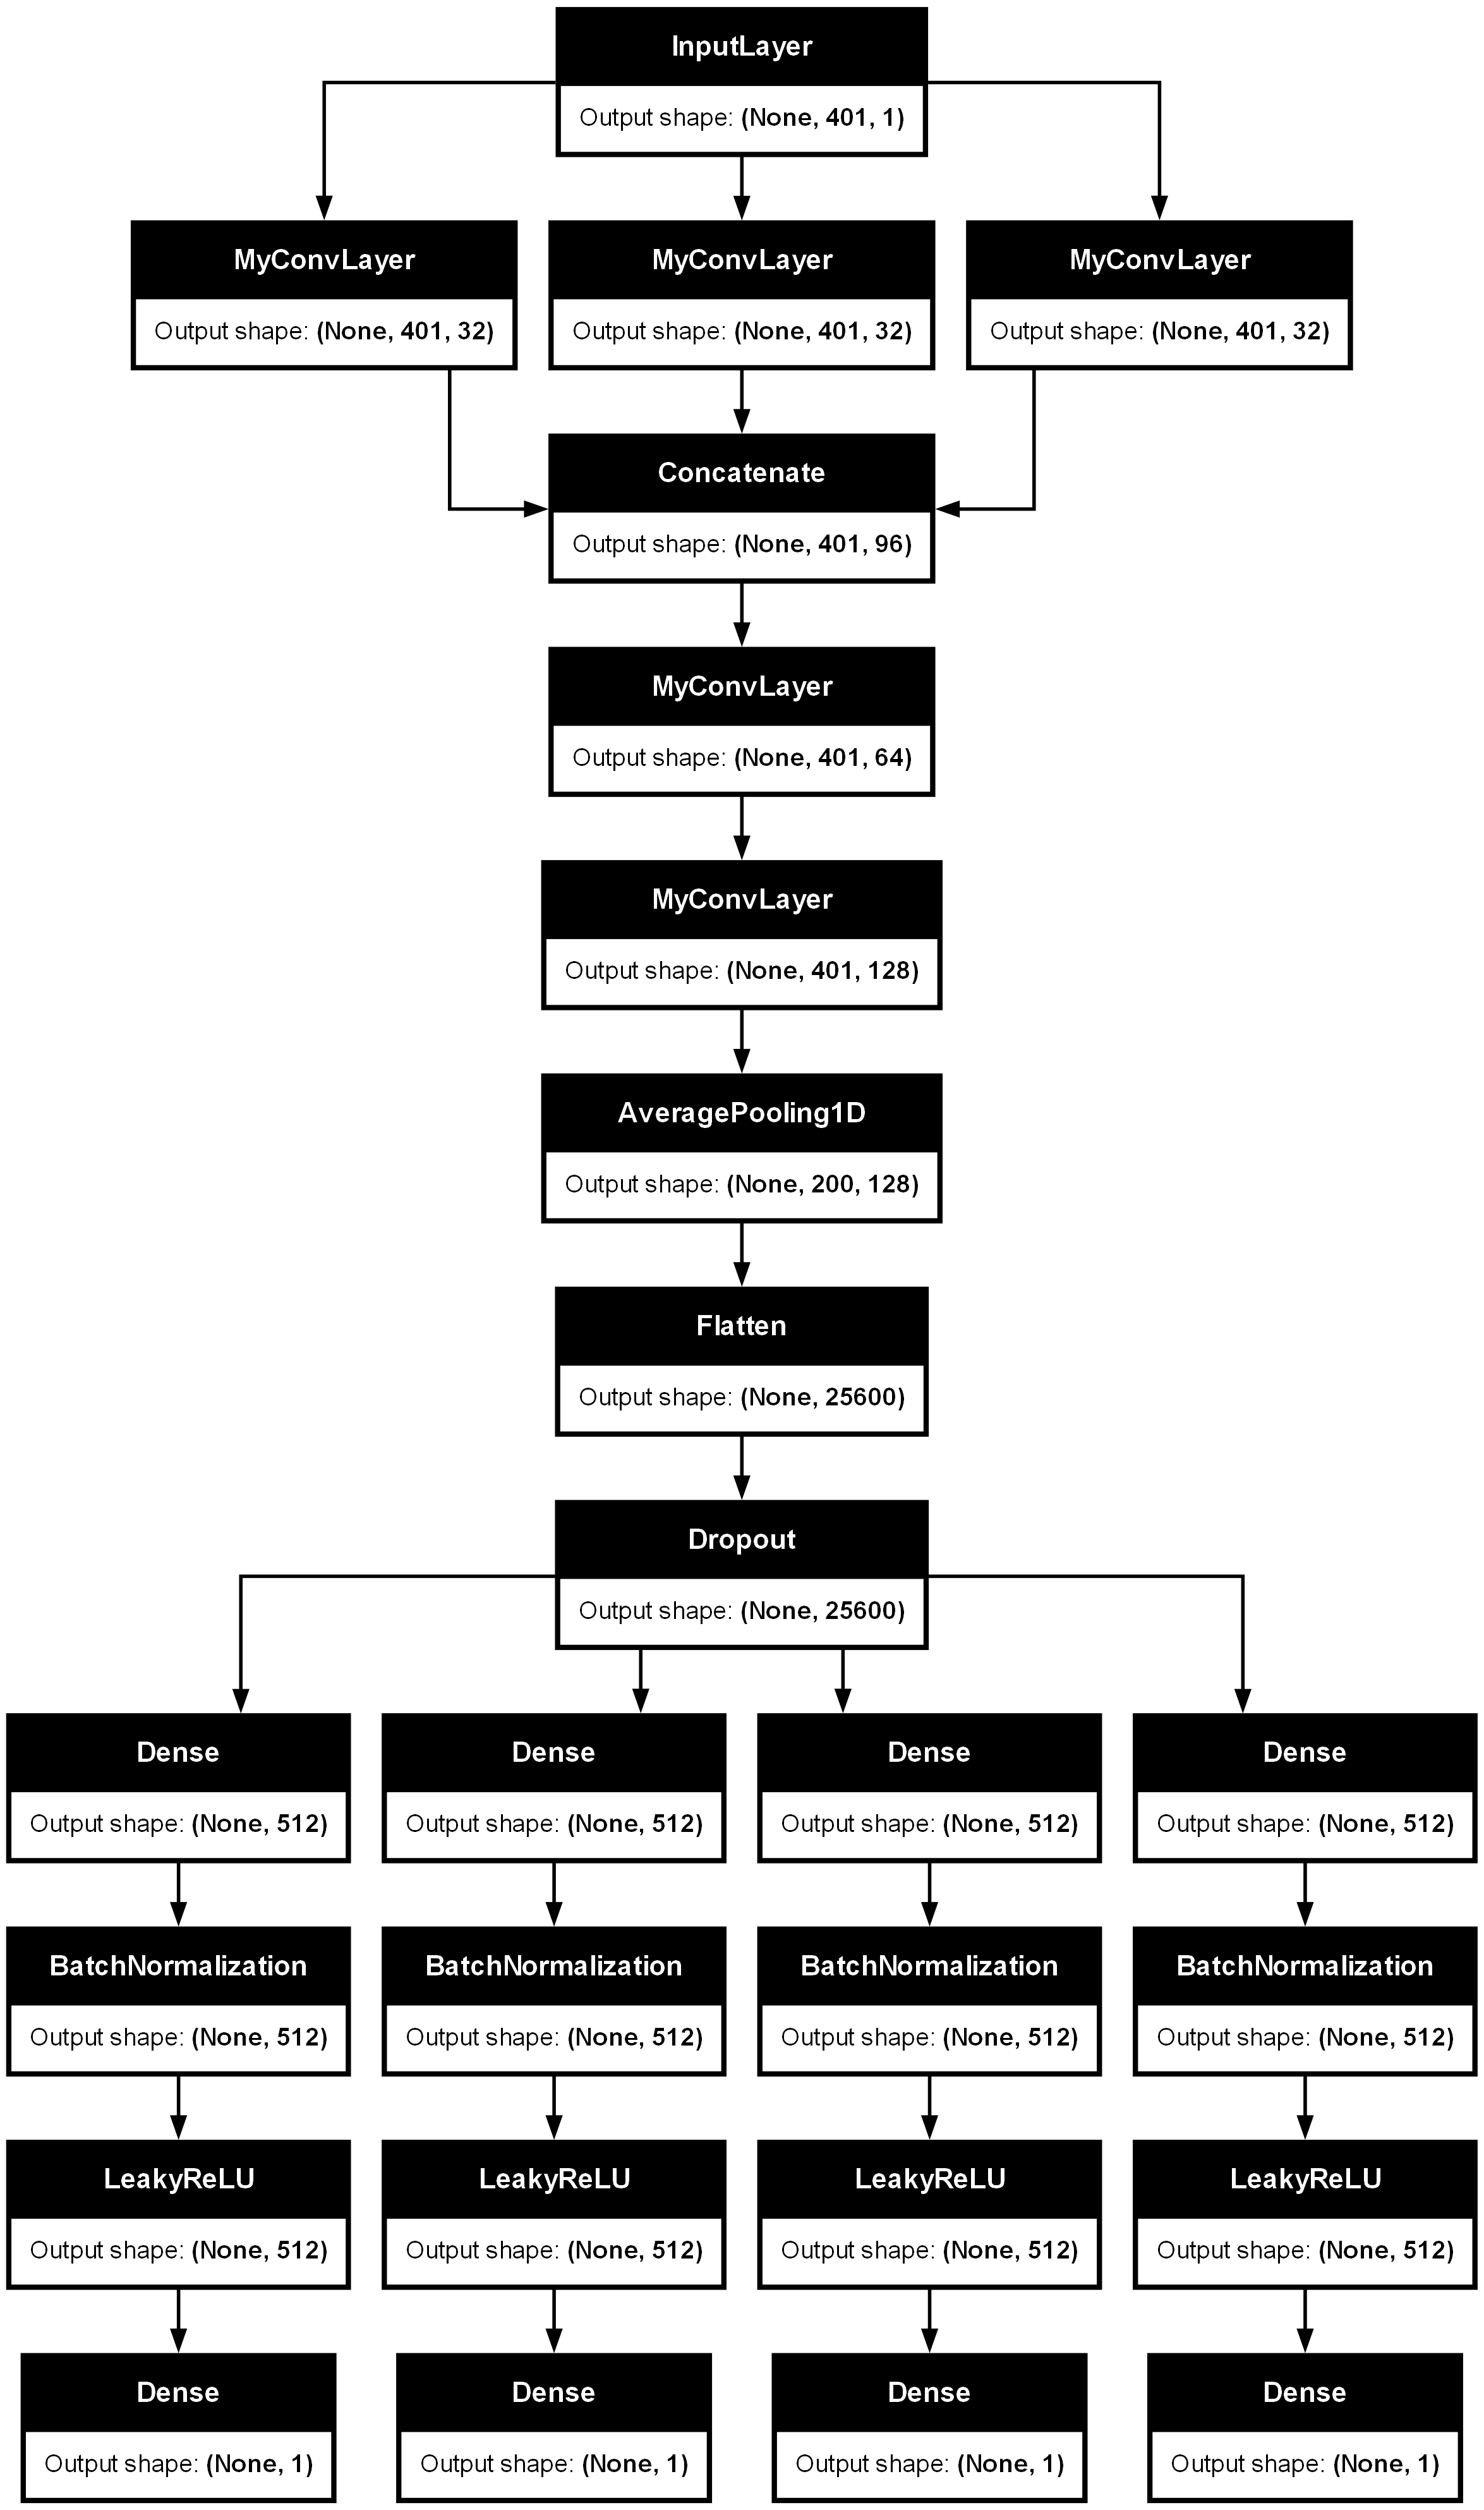 InputLayer
Output shape: (None, 401, 1)
MyConvLayer
Output shape: (None, 401, 32)
MyConvLayer
Output shape: (None, 401, 32)
MyConvLayer
Output shape: (None, 401, 32)
Concatenate
Output shape: (None, 401, 96)
MyConvLayer
Output shape: (None, 401, 64)
MyConvLayer
Output shape: (None, 401, 128)
AveragePooling1D
Output shape: (None, 200, 128)
Flatten
Output shape: (None, 25600)
Dropout
Output shape: (None, 25600)
Dense
Output shape: (None, 512)
Dense
Output shape: (None, 512)
Dense
Output shape: (None, 512)
Dense
Output shape: (None, 512)
BatchNormalization
Output shape: (None, 512)
BatchNormalization
Output shape: (None, 512)
BatchNormalization
Output shape: (None, 512)
BatchNormalization
Output shape: (None, 512)
LeakyReLU
Output shape: (None, 512)
LeakyReLU
Output shape: (None, 512)
LeakyReLU
Output shape: (None, 512)
LeakyReLU
Output shape: (None, 512)
Dense
Output shape: (None, 1)
Dense
Output shape: (None, 1)
Dense
Output shape: (None, 1)
Dense
Output shape: (None, 1)